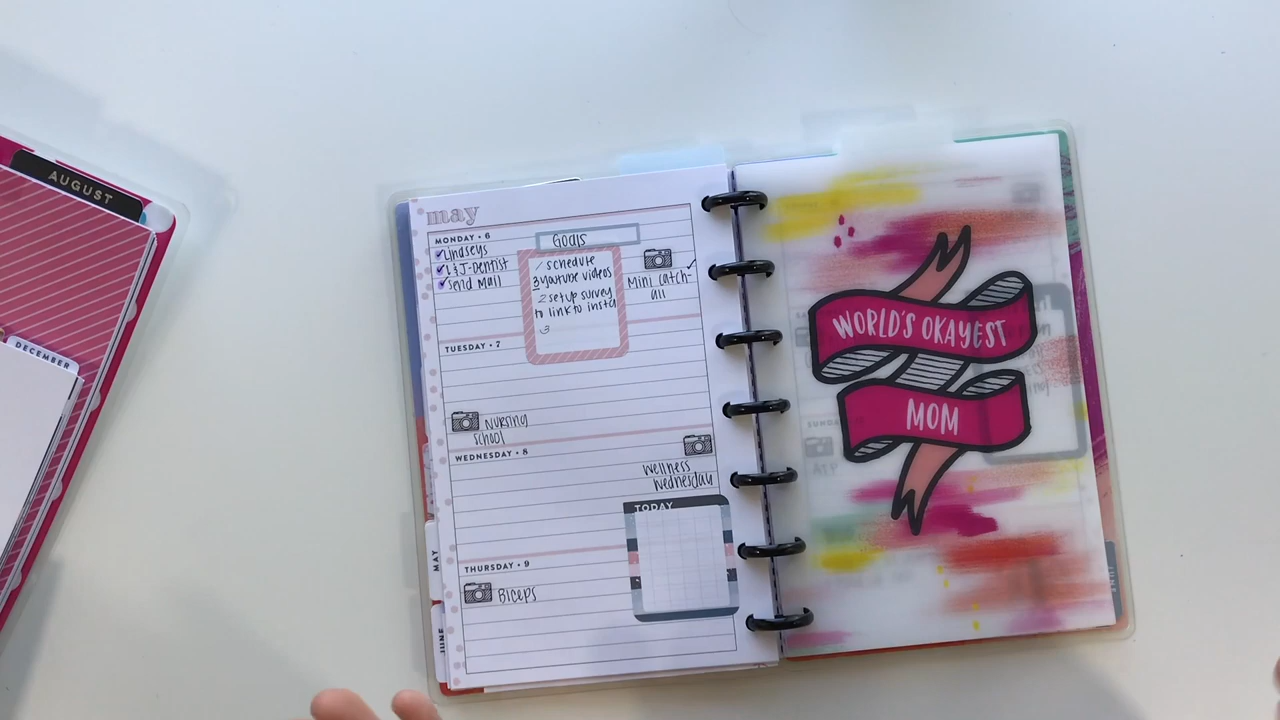 AUGUST
DECEMBER
may
MONDAY • 6
Lindseys
L&J-Dentist
Send Mail
GOALS
1 schedule
3 youtube videos
2 setup survey
to link to insta
3
Mini Catch-
all
TUESDAY • 7
Nursing
school
WEDNESDAY • 8
Wellness
Wednesday
TODAY
THURSDAY • 9
Biceps
MAY
JUNE
WORLD'S OKAYEST
MOM
JUNE